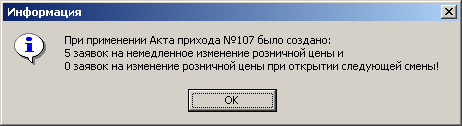 Информация
При применении Акта прихода №107 было создано:
5 заявок на немедленное изменение розничной цены и
0 заявок на изменение розничной цены при открытии следующей смены!
OK